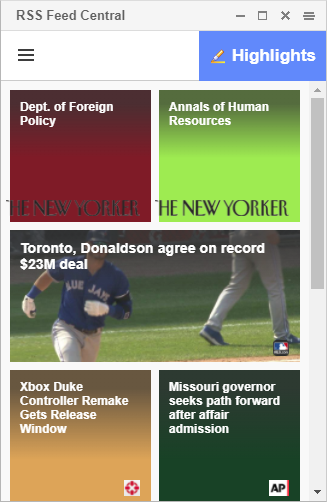 RSS Feed Central
Highlights
Dept. of Foreign
Policy
THE NEW YORKER
Annals of Human
Resources
THE NEW YORKER
Toronto, Donaldson agree on record
$23M deal
BLUE JAYS
Xbox Duke
Controller Remake
Gets Release
Window
Missouri governor
seeks path forward
after affair
admission
AP